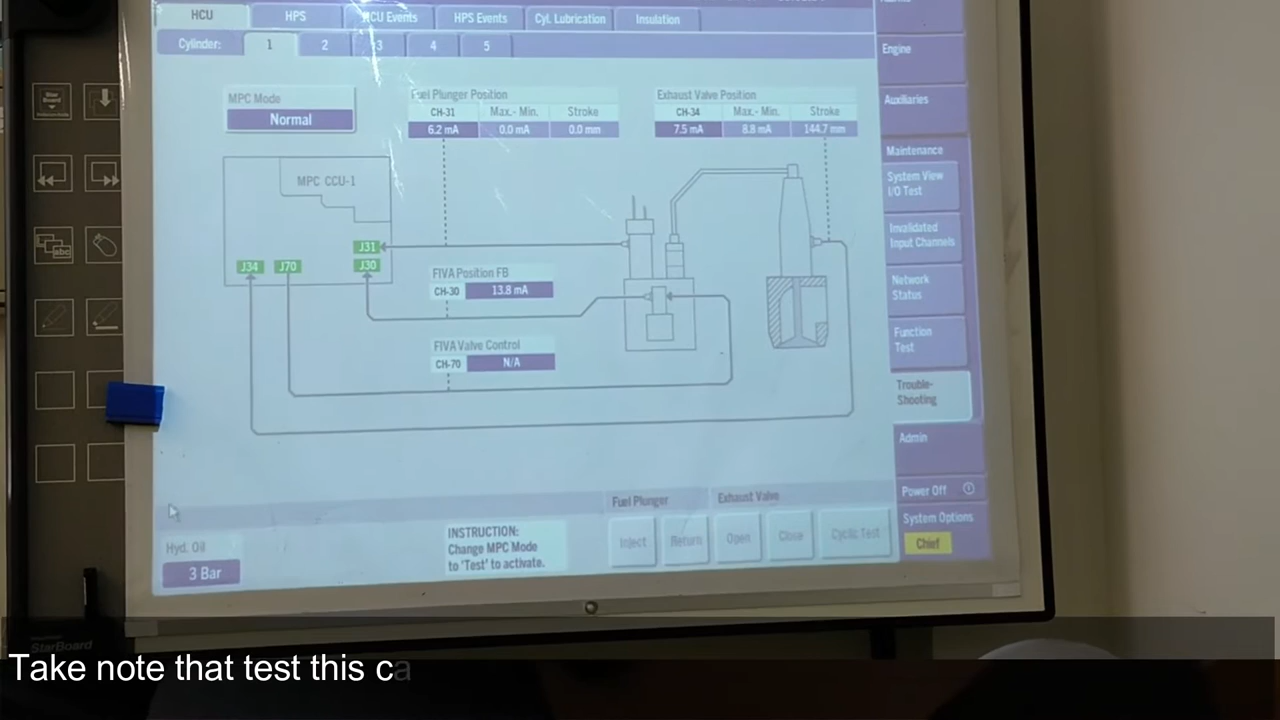 HCU HPS HCU Events HPS Events Cyl. Lubrication Insulation
Cylinder: 1 2 3 4 5
Engine
Auxiliaries
Maintenance
System View
I/O Test
Invalidated
Input Channels
Network
Status
Function
Test
Trouble-
Shooting
Admin
Power Off
System Options
Chief
MPC Mode
Normal
Fuel Plunger Position
CH-31 Max.- Min. Stroke
6.2 mA 0.0 mA 0.0 mm
Exhaust Valve Position
CH-34 Max.- Min. Stroke
7.5 mA 8.8 mA 144.7 mm
MPC CCU-1
J31
J34 J70 J30
FIVA Position FB
CH-30 13.8 mA
FIVA Valve Control
CH-70 N/A
Fuel Plunger Exhaust Valve
Inject Return Open Close Cyclic Test
INSTRUCTION:
Change MPC Mode
to 'Test' to activate.
Hyd. Oil
3 Bar
StarBoard
Take note that test this ca